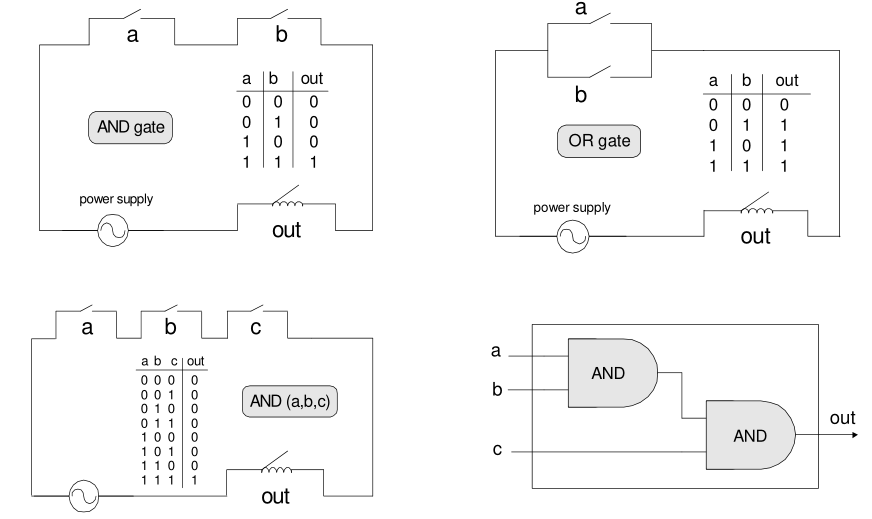 a
b
a b out
0 0 0
0 1 0
1 0 0
1 1 1
AND gate
power supply
out
a
b
a b out
0 0 0
0 1 1
1 0 1
1 1 1
OR gate
power supply
out
a
b
c
a b c out
0 0 0 0
0 0 1 0
0 1 0 0
0 1 1 0
1 0 0 0
1 0 1 0
1 1 0 0
1 1 1 1
AND (a,b,c)
out
a
b
c
AND
AND
out